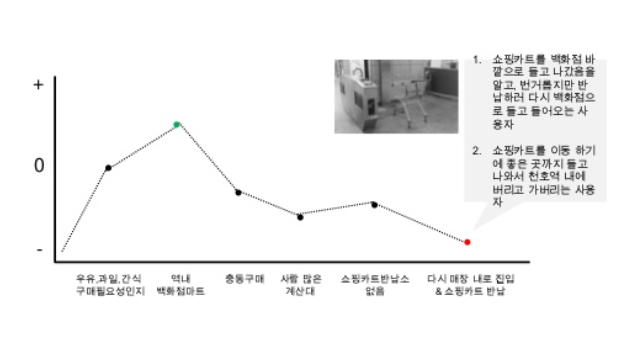 1. 쇼핑카트를 백화점 바
깥으로 들고 나갔음을
알고, 번거롭지만 반
납하러 다시 백화점으
로 들고 들어오는 사
용자
2. 쇼핑카트를 이동 하기
에 좋은 곳까지 들고
나와서 천호역 내에
버리고 가버리는 사용
자
+
0
-
우유,과일,간식
구매필요성인지
역내
백화점마트
충동구매
사람 많은
계산대
쇼핑카트반납소
없음
다시 매장 내로 진입
& 쇼핑카트 반납